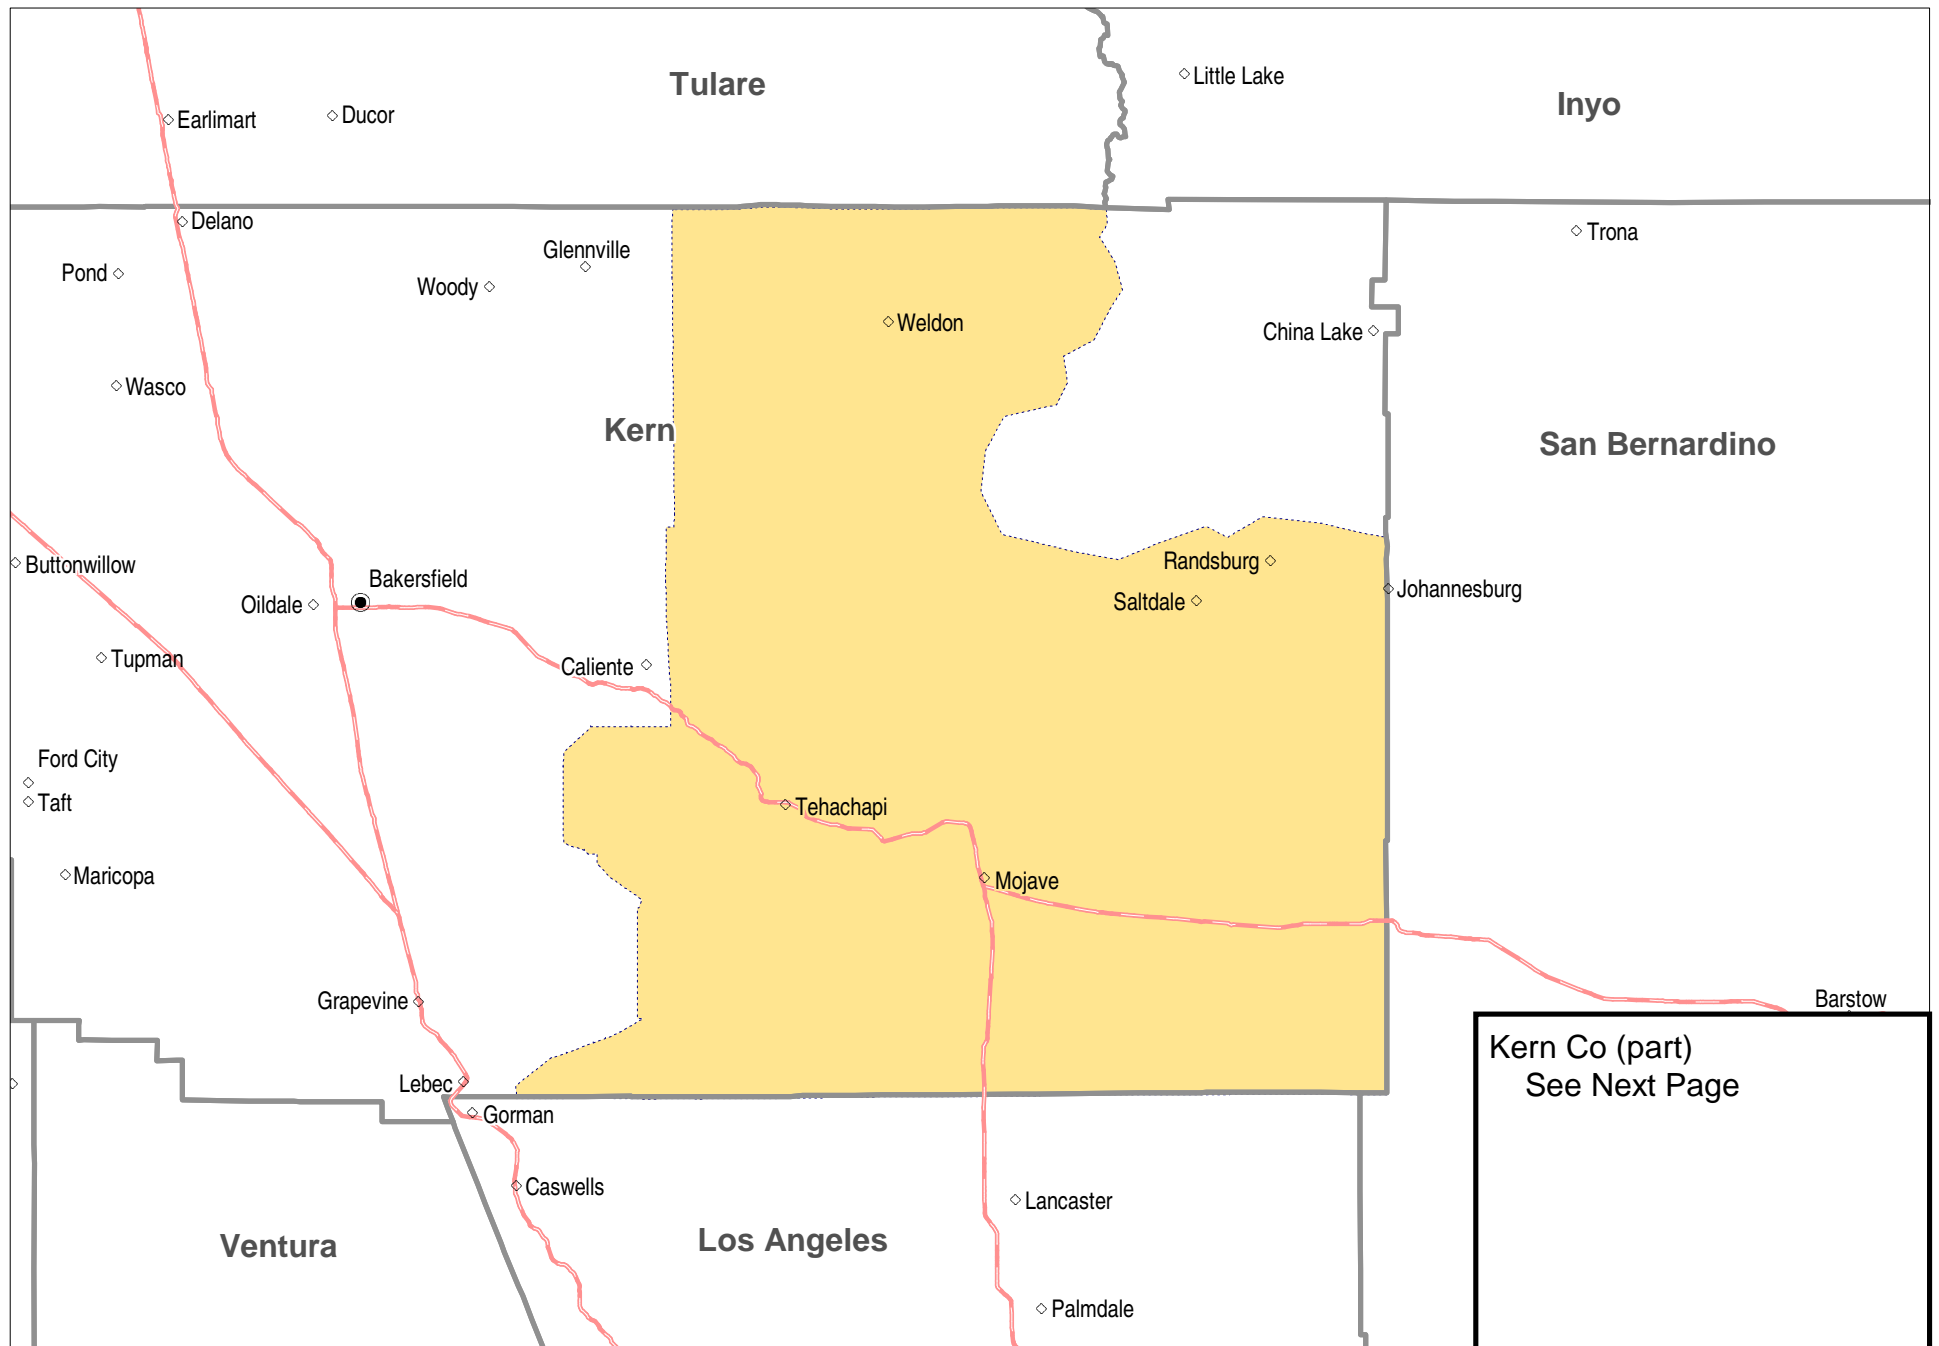 Tulare
Little Lake
Inyo
Earlimart
Ducor
Delano
Trona
Glennville
Pond
Woody
Weldon
China Lake
Wasco
Kern
San Bernardino
Buttonwillow
Randsburg
Bakersfield
Johannesburg
Oildale
Saltdale
Tupman
Caliente
Ford City
Taft
Tehachapi
Maricopa
Mojave
Grapevine
Barstow
Kern Co (part)
See Next Page
Lebec
Gorman
Caswells
Lancaster
Ventura
Los Angeles
Palmdale